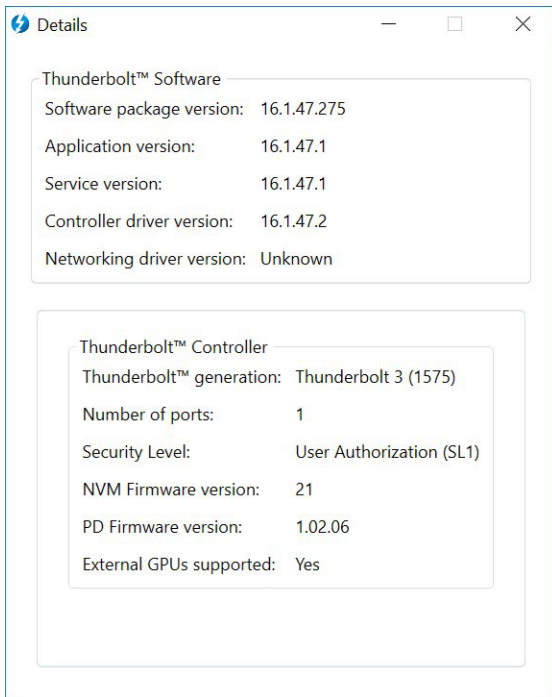 Details
Thunderbolt™ Software
Software package version: 16.1.47.275
Application version: 16.1.47.1
Service version: 16.1.47.1
Controller driver version: 16.1.47.2
Networking driver version: Unknown
Thunderbolt™ Controller
Thunderbolt™ generation: Thunderbolt 3 (1575)
Number of ports: 1
Security Level: User Authorization (SL1)
NVM Firmware version: 21
PD Firmware version: 1.02.06
External GPUs supported: Yes